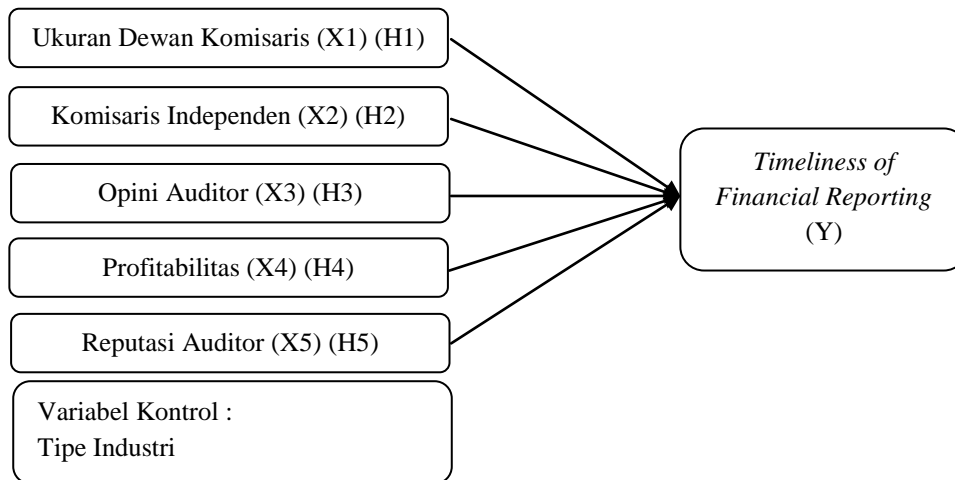 Ukuran Dewan Komisaris (X1) (H1)
Komisaris Independen (X2) (H2)
Opini Auditor (X3) (H3)
Profitabilitas (X4) (H4)
Reputasi Auditor (X5) (H5)
Variabel Kontrol :
Tipe Industri
Timeliness of
Financial Reporting
(Y)